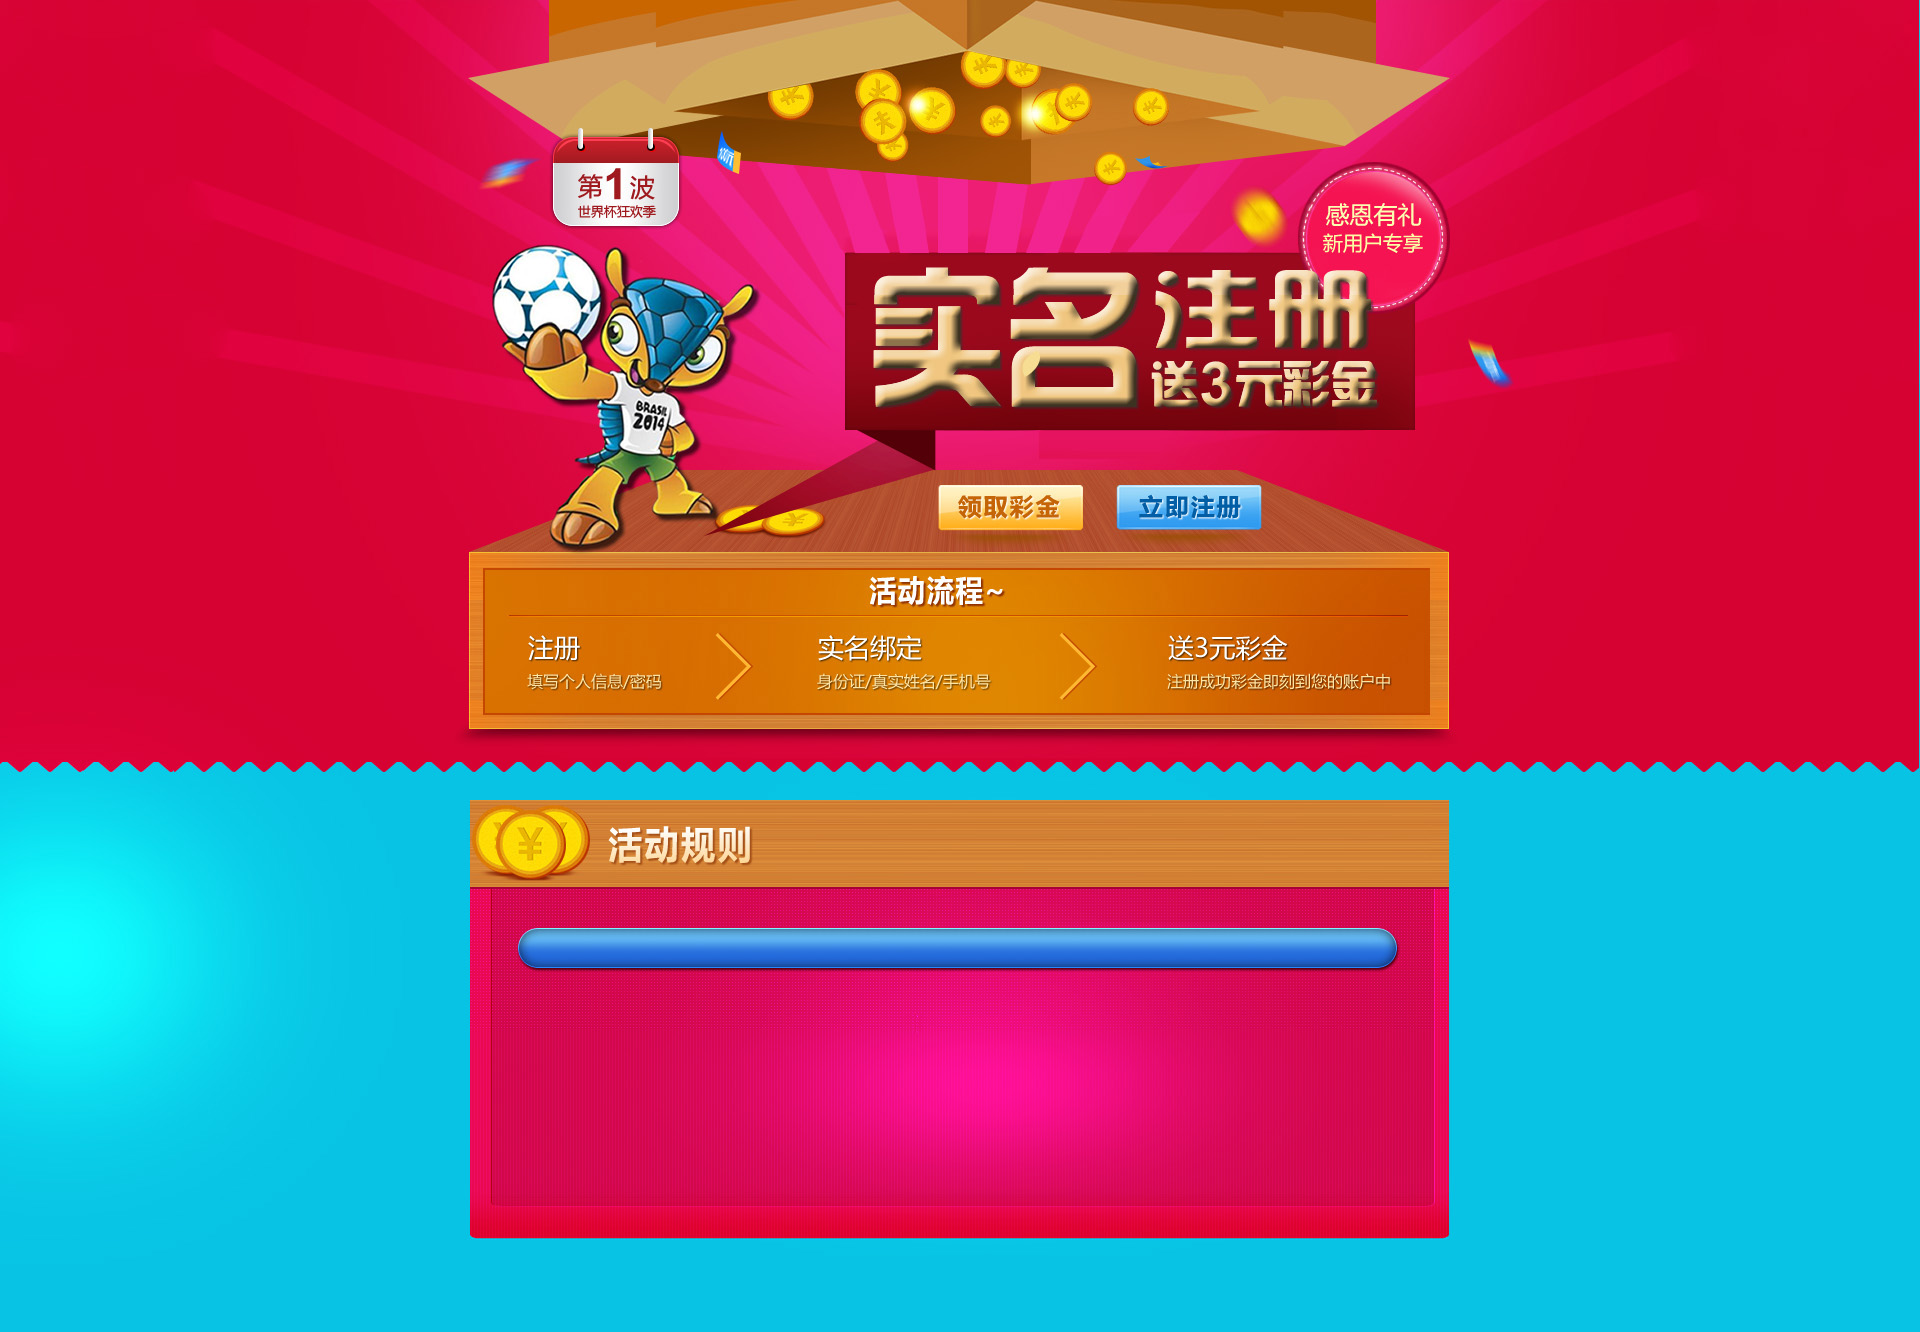 第1波
世界杯狂欢季
100元
感恩有礼
新用户专享
实名注册
送3元彩金
BRASIL
2014
领取彩金
立即注册
活动流程~
注册
填写个人信息/密码
实名绑定
身份证/真实姓名/手机号
送3元彩金
注册成功彩金即刻到您的账户中
活动规则